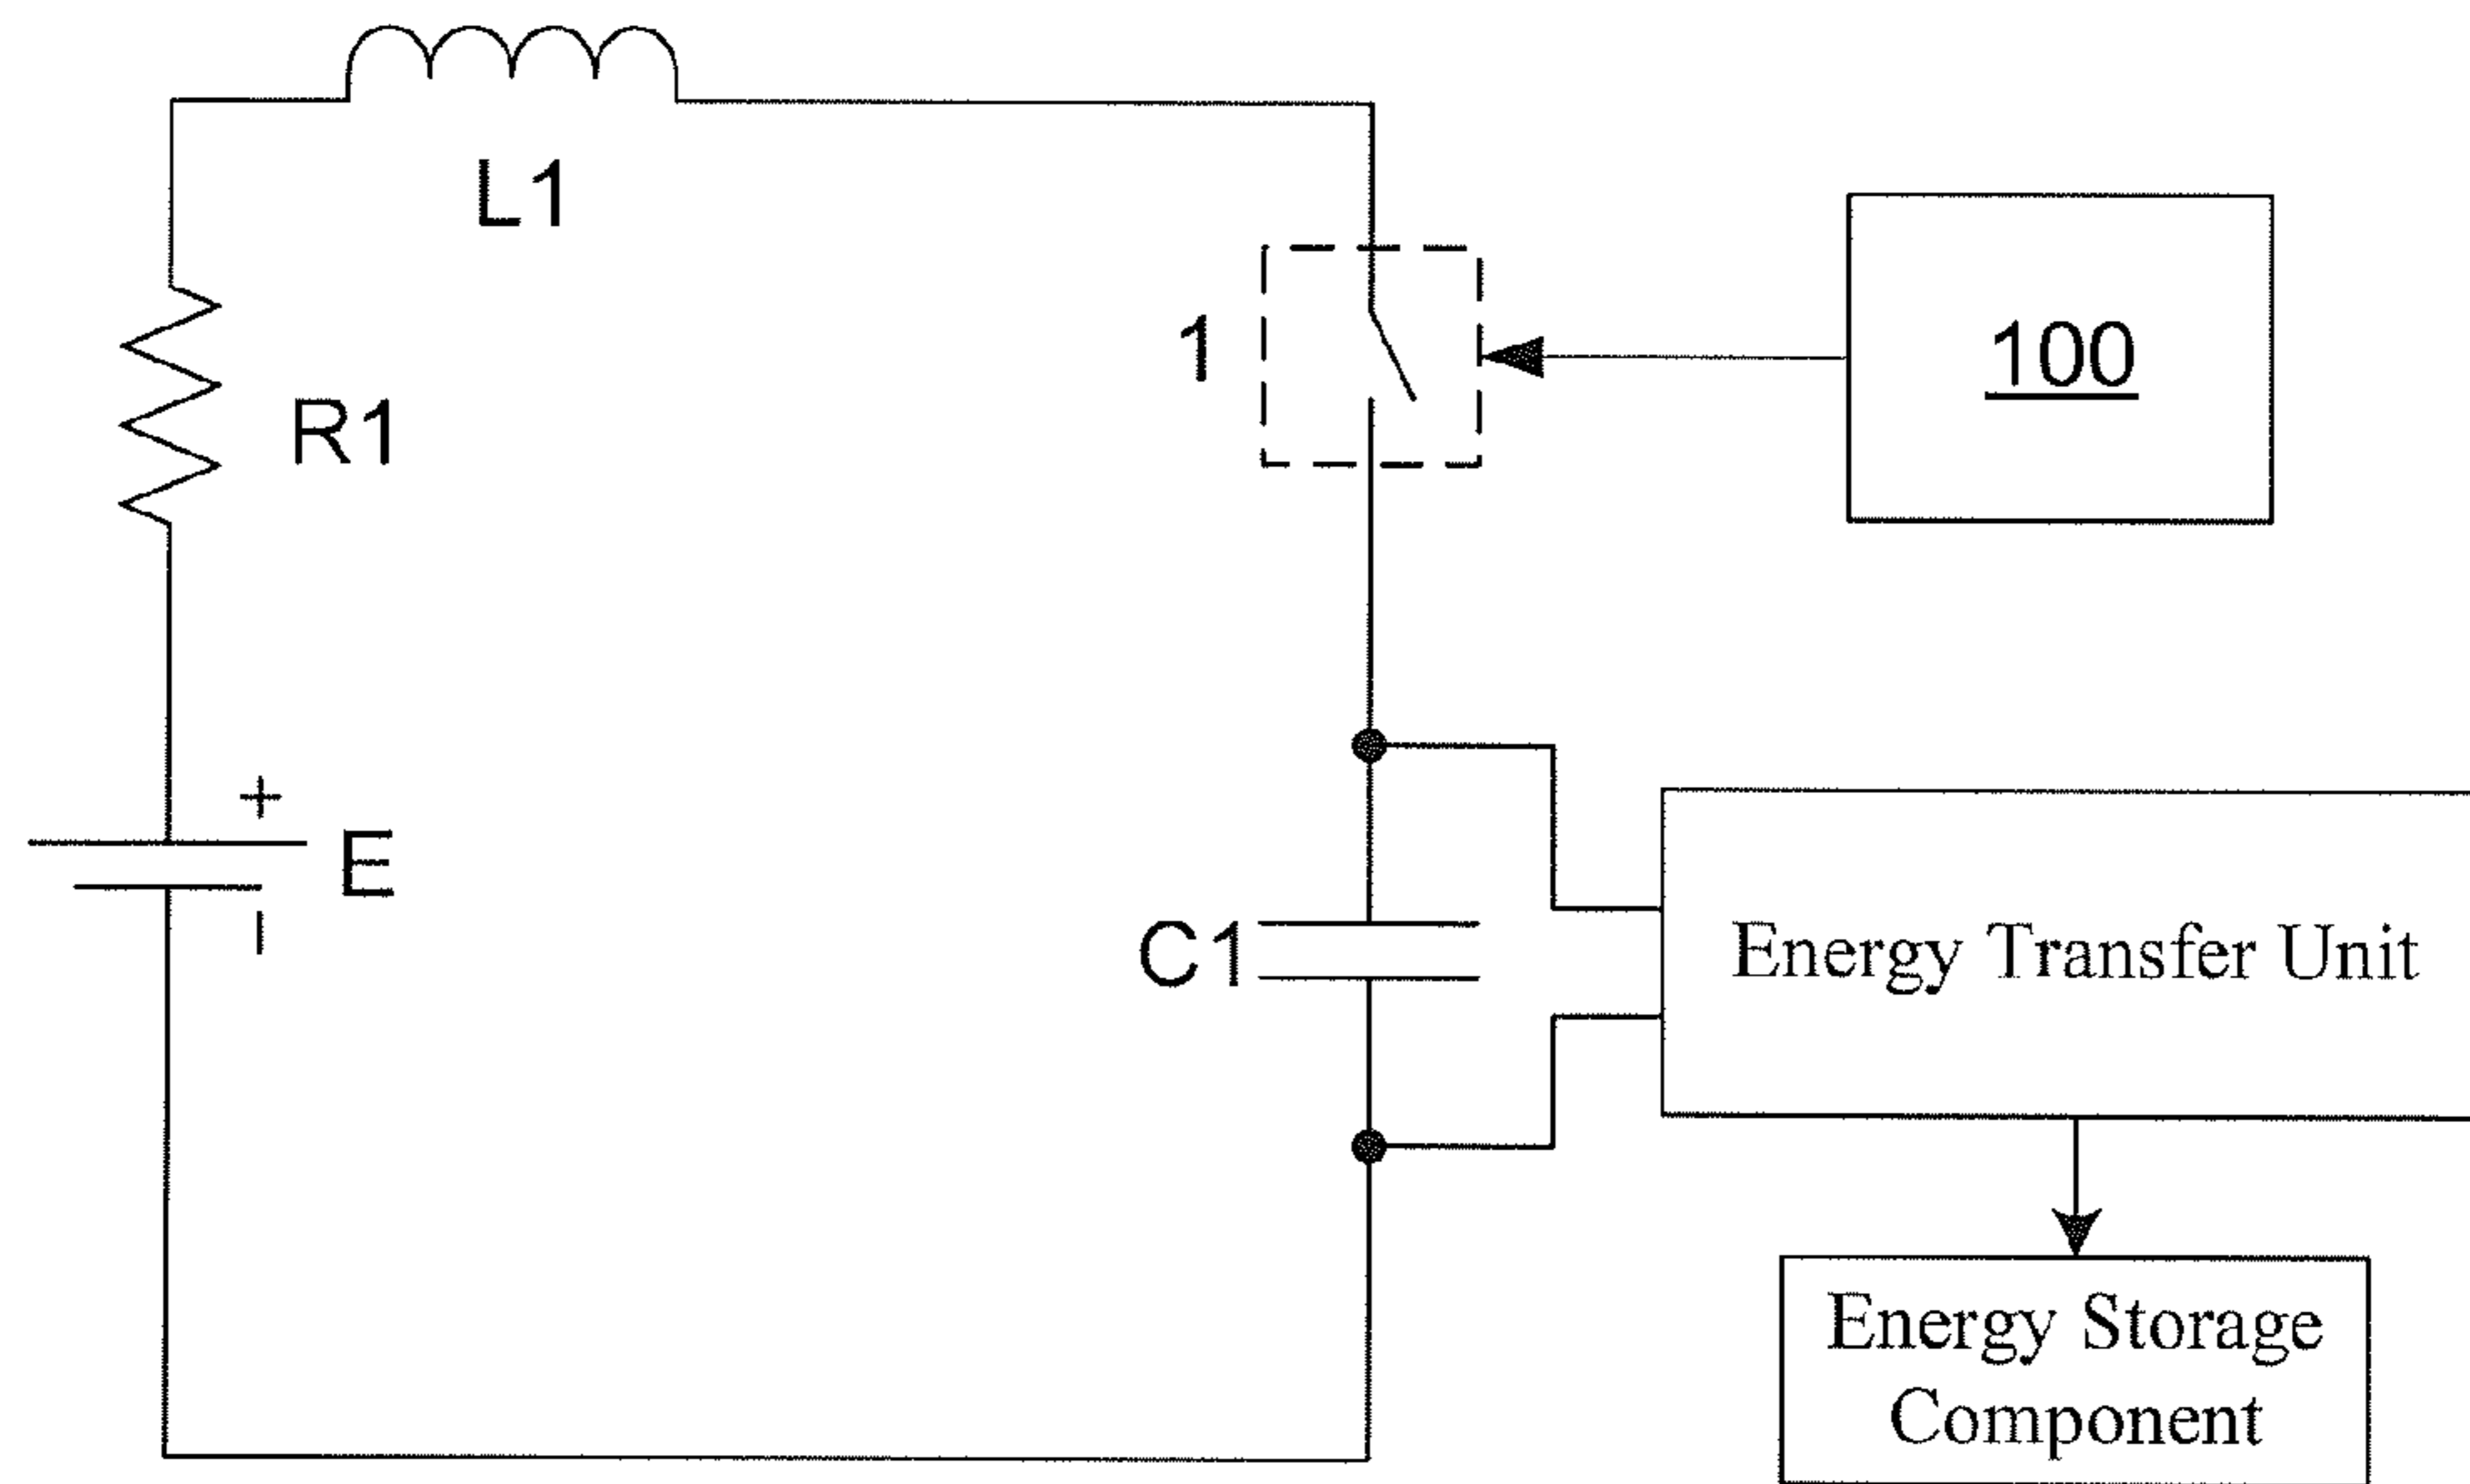 L1
1
100
R1
+
E
−
C1
Energy Transfer Unit
Energy Storage
Component